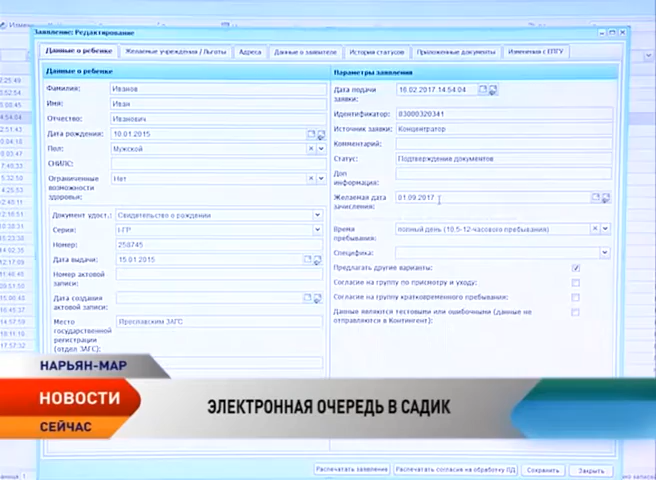 Заявление: Редактирование
Данные о ребенке
Желаемые учреждения / Льготы
Адреса
Данные о заявителе
История статусов
Приложенные документы
Изменения с ЕПГУ
Данные о ребенке
Фамилия: Иванов
Имя: Иван
Отчество: Иванович
Дата рождения: 10.01.2015
Пол: Мужской
СНИЛС:
Ограниченные возможности здоровья: Нет
Документ удост.: Свидетельство о рождении
Серия: I-ГР
Номер: 258745
Дата выдачи: 15.01.2015
Номер актовой записи:
Дата создания актовой записи:
Место государственной регистрации (отдел ЗАГС): Ярославским ЗАГС
Параметры заявления
Дата подачи заявки: 16.02.2017 14:54:04
Идентификатор: 83000320341
Источник заявки: Концентратор
Комментарий:
Статус: Подтверждение документов
Доп информация:
Желаемая дата зачисления: 01.09.2017
Время пребывания: полный день (10,5-12-часового пребывания)
Специфика:
Предлагать другие варианты:
Согласие на группу по присмотру и уходу:
Согласие на группу кратковременного пребывания:
Данные являются тестовыми или ошибочными (данные не отправляются в Контингент):
НАРЬЯН-МАР
НОВОСТИ
СЕЙЧАС
ЭЛЕКТРОННАЯ ОЧЕРЕДЬ В САДИК
Распечатать заявление
Распечатать согласие на обработку ПД
Сохранить
Закрыть